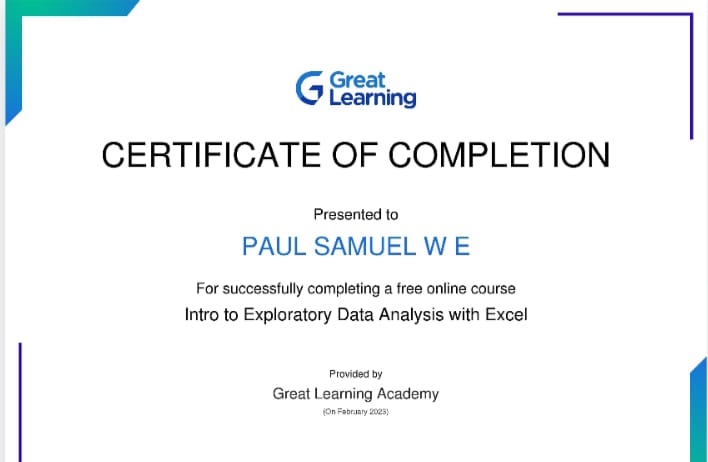 Great
Learning
CERTIFICATE OF COMPLETION
Presented to
PAUL SAMUEL W E
For successfully completing a free online course
Intro to Exploratory Data Analysis with Excel
Provided by
Great Learning Academy
(On February 2023)